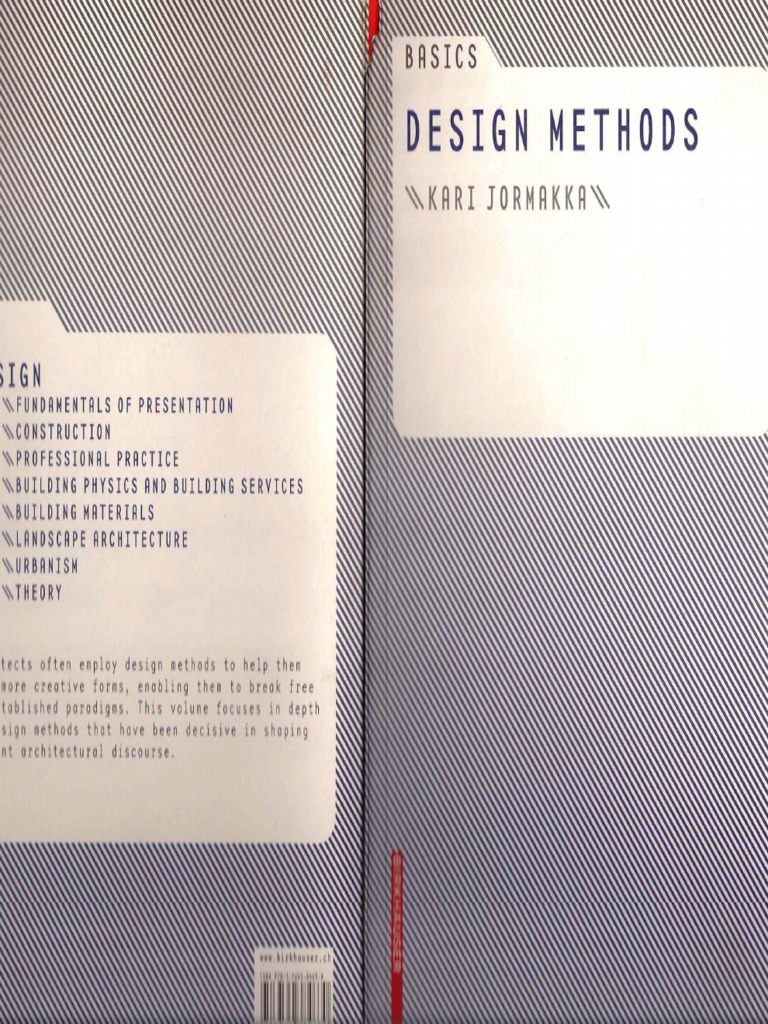 SIGN
\\FUNDAMENTALS OF PRESENTATION
\\CONSTRUCTION
\\PROFESSIONAL PRACTICE
\\BUILDING PHYSICS AND BUILDING SERVICES
\\BUILDING MATERIALS
\\LANDSCAPE ARCHITECTURE
\\URBANISM
\\THEORY
tects often employ design methods to help them
more creative forms, enabling them to break free
tablished paradigms. This volume focuses in depth
sign methods that have been decisive in shaping
nt architectural discourse.
www.birkhauser.ch
BASICS
DESIGN METHODS
\\KARI JORMAKKA\\
BIRKHÄUSER